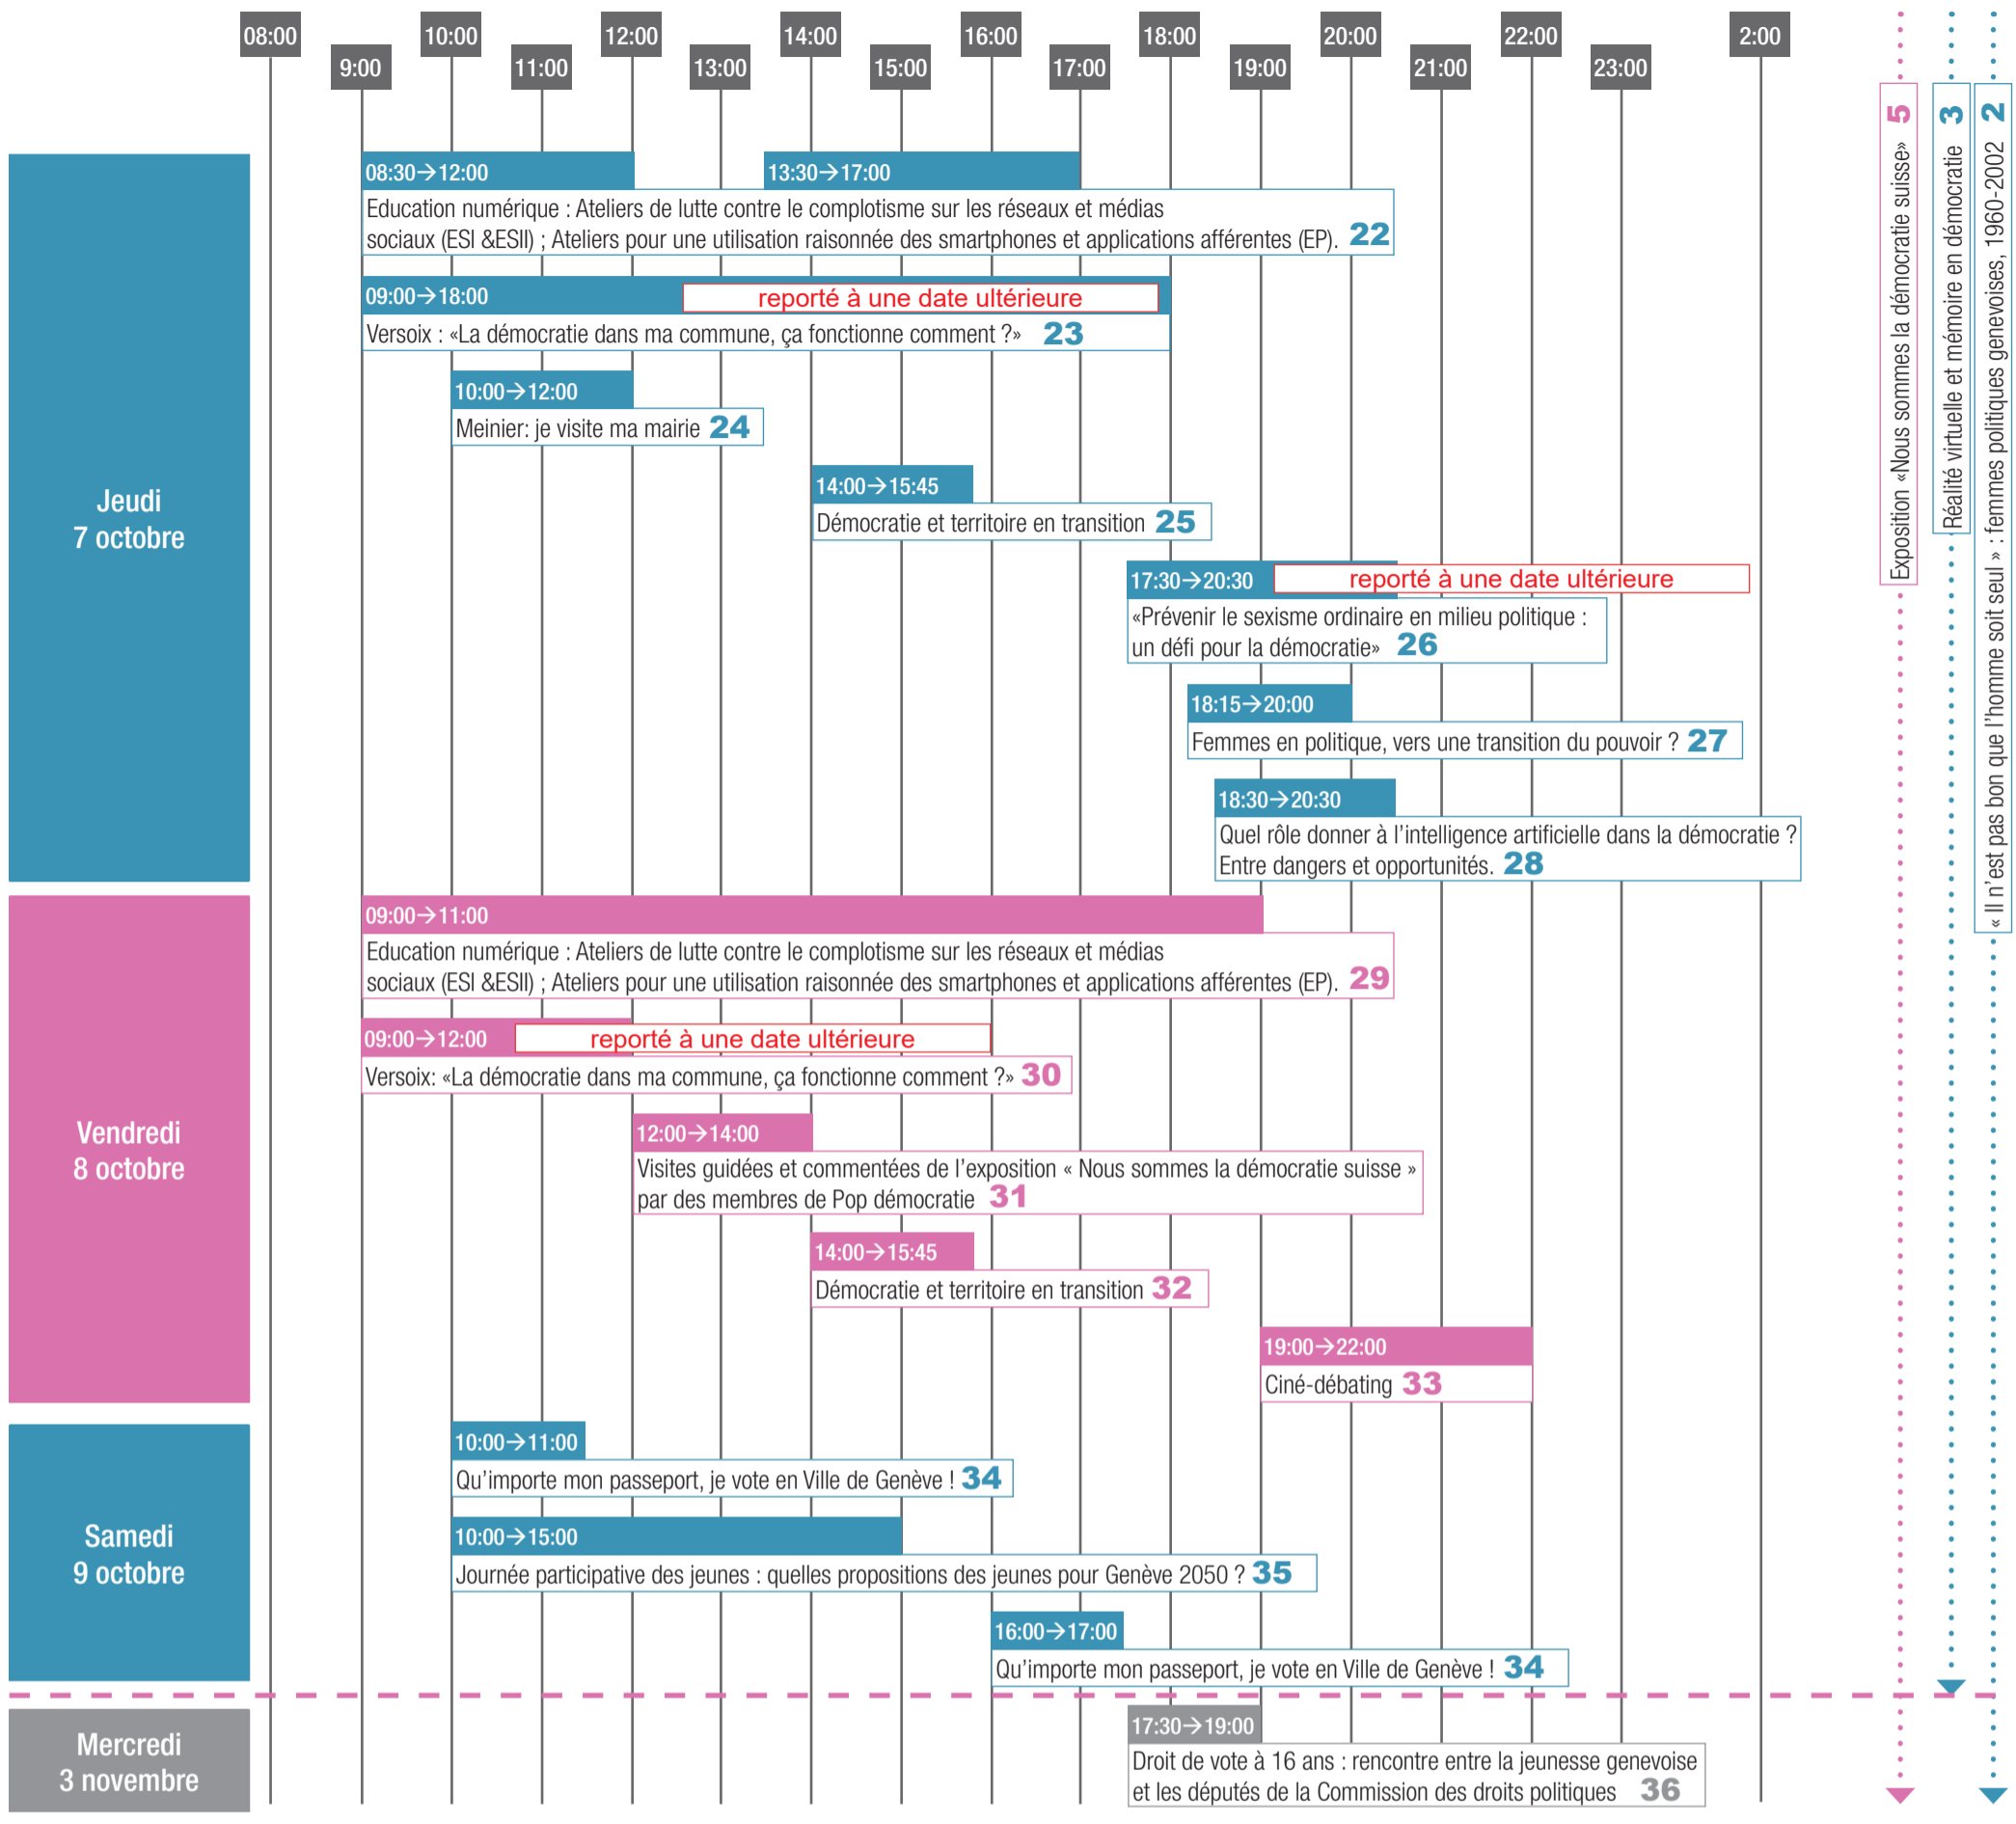 08:00
9:00
10:00
11:00
12:00
13:00
14:00
15:00
16:00
17:00
18:00
19:00
20:00
21:00
22:00
23:00
2:00
Jeudi
7 octobre
08:30→12:00
13:30→17:00
Education numérique : Ateliers de lutte contre le complotisme sur les réseaux et médias
sociaux (ESI &ESII) ; Ateliers pour une utilisation raisonnée des smartphones et applications afférentes (EP). 22
09:00→18:00
reporté à une date ultérieure
Versoix : «La démocratie dans ma commune, ça fonctionne comment ?» 23
10:00→12:00
Meinier: je visite ma mairie 24
14:00→15:45
Démocratie et territoire en transition 25
17:30→20:30
reporté à une date ultérieure
«Prévenir le sexisme ordinaire en milieu politique :
un défi pour la démocratie» 26
18:15→20:00
Femmes en politique, vers une transition du pouvoir ? 27
18:30→20:30
Quel rôle donner à l’intelligence artificielle dans la démocratie ?
Entre dangers et opportunités. 28
Vendredi
8 octobre
09:00→11:00
Education numérique : Ateliers de lutte contre le complotisme sur les réseaux et médias
sociaux (ESI &ESII) ; Ateliers pour une utilisation raisonnée des smartphones et applications afférentes (EP). 29
09:00→12:00
reporté à une date ultérieure
Versoix: «La démocratie dans ma commune, ça fonctionne comment ?» 30
12:00→14:00
Visites guidées et commentées de l’exposition « Nous sommes la démocratie suisse »
par des membres de Pop démocratie 31
14:00→15:45
Démocratie et territoire en transition 32
19:00→22:00
Ciné-débating 33
Samedi
9 octobre
10:00→11:00
Qu’importe mon passeport, je vote en Ville de Genève ! 34
10:00→15:00
Journée participative des jeunes : quelles propositions des jeunes pour Genève 2050 ? 35
16:00→17:00
Qu’importe mon passeport, je vote en Ville de Genève ! 34
Mercredi
3 novembre
17:30→19:00
Droit de vote à 16 ans : rencontre entre la jeunesse genevoise
et les députés de la Commission des droits politiques 36
Exposition «Nous sommes la démocratie suisse» 5
Réalité virtuelle et mémoire en démocratie 3
« Il n’est pas bon que l’homme soit seul » : femmes politiques genevoises, 1960-2002 2